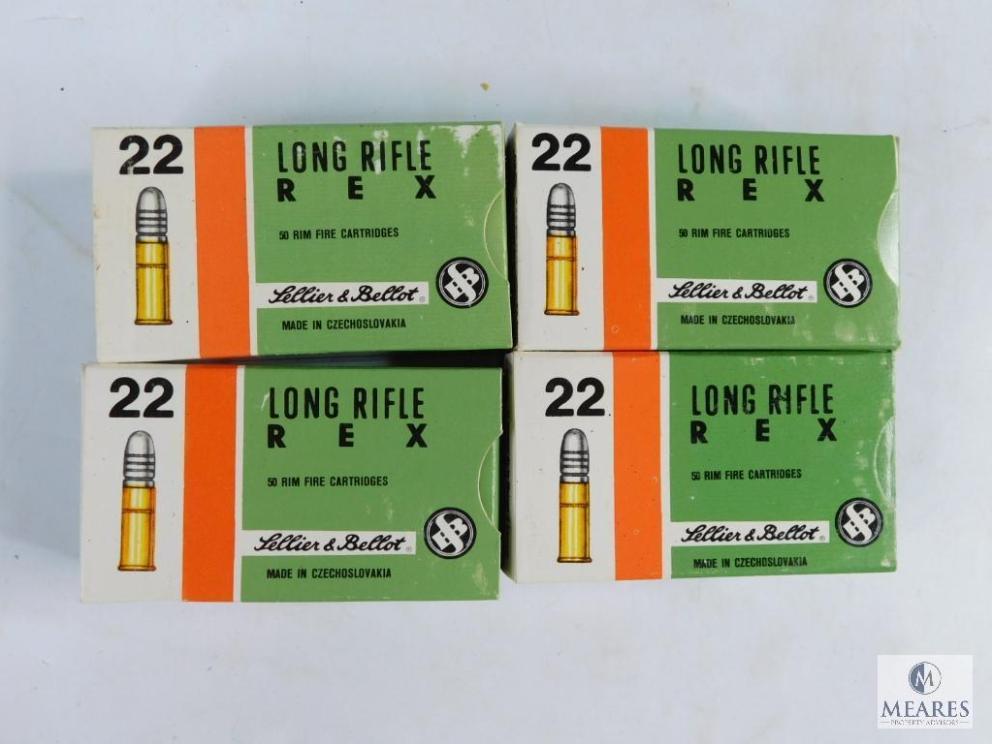 22
LONG RIFLE
REX
50 RIM FIRE CARTRIDGES
Sellier & Bellot®
MADE IN CZECHOSLOVAKIA
22
LONG RIFLE
REX
50 RIM FIRE CARTRIDGES
Sellier & Bellot®
MADE IN CZECHOSLOVAKIA
22
LONG RIFLE
REX
50 RIM FIRE CARTRIDGES
Sellier & Bellot®
MADE IN CZECHOSLOVAKIA
22
LONG RIFLE
REX
50 RIM FIRE CARTRIDGES
Sellier & Bellot®
MADE IN CZECHOSLOVAKIA
M
MEARES
PROPERTY ADVISORS